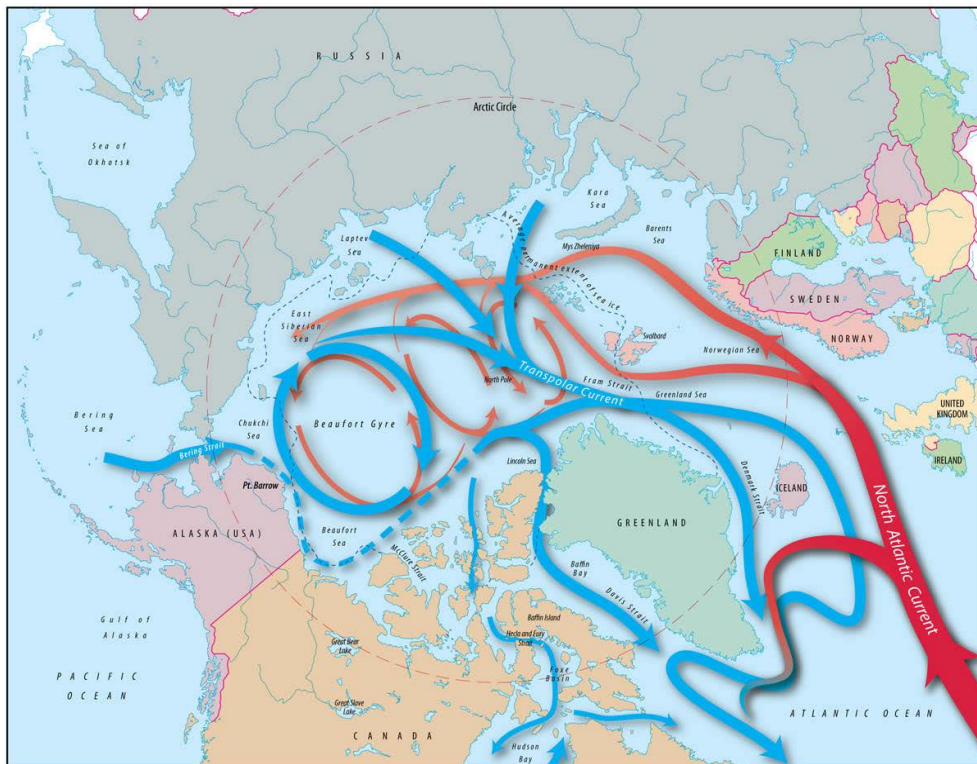 RUSSIA
Arctic Circle
Sea of
Okhotsk
Kara
Sea
Laptev
Sea
Mys Zhelaniya
Barents
Sea
Average permanent extent of sea ice
FINLAND
SWEDEN
NORWAY
East
Siberian
Sea
Svalbard
Norwegian Sea
North Pole
Transpolar Current
Fram Strait
Greenland Sea
UNITED
KINGDOM
IRELAND
Bering
Sea
Chukchi
Sea
Beaufort Gyre
Bering Strait
Lincoln Sea
Denmark Strait
ICELAND
Pt. Barrow
ALASKA (USA)
Beaufort
Sea
GREENLAND
North Atlantic Current
McClure Strait
Baffin
Bay
Davis Strait
Gulf of
Alaska
Baffin Island
Hecla and Fury
Strait
Great Bear
Lake
Foxe
Basin
PACIFIC
OCEAN
Great Slave
Lake
ATLANTIC OCEAN
CANADA
Hudson
Bay